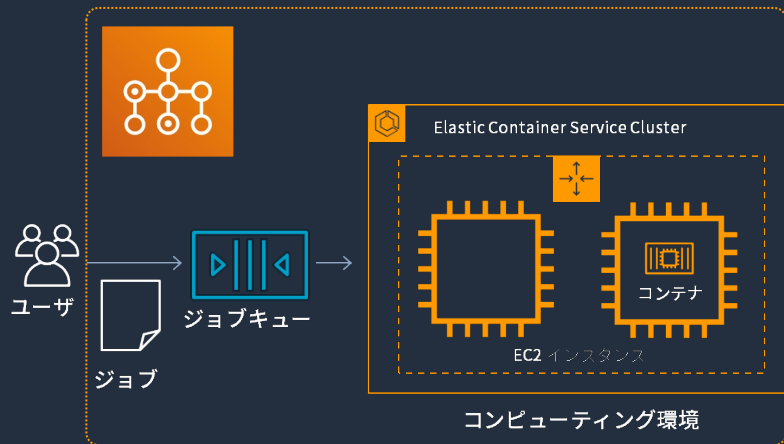 Elastic Container Service Cluster
ユーザ
ジョブキュー
コンテナ
ジョブ
EC2 インスタンス
コンピューティング環境